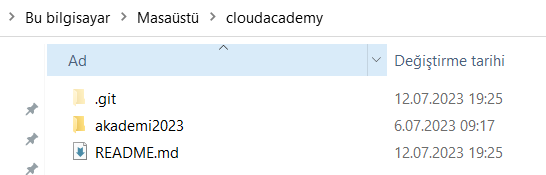 Bu bilgisayar > Masaüstü > cloudacademy
Ad Değiştirme tarihi
.git 12.07.2023 19:25
akademi2023 6.07.2023 09:17
README.md 12.07.2023 19:25